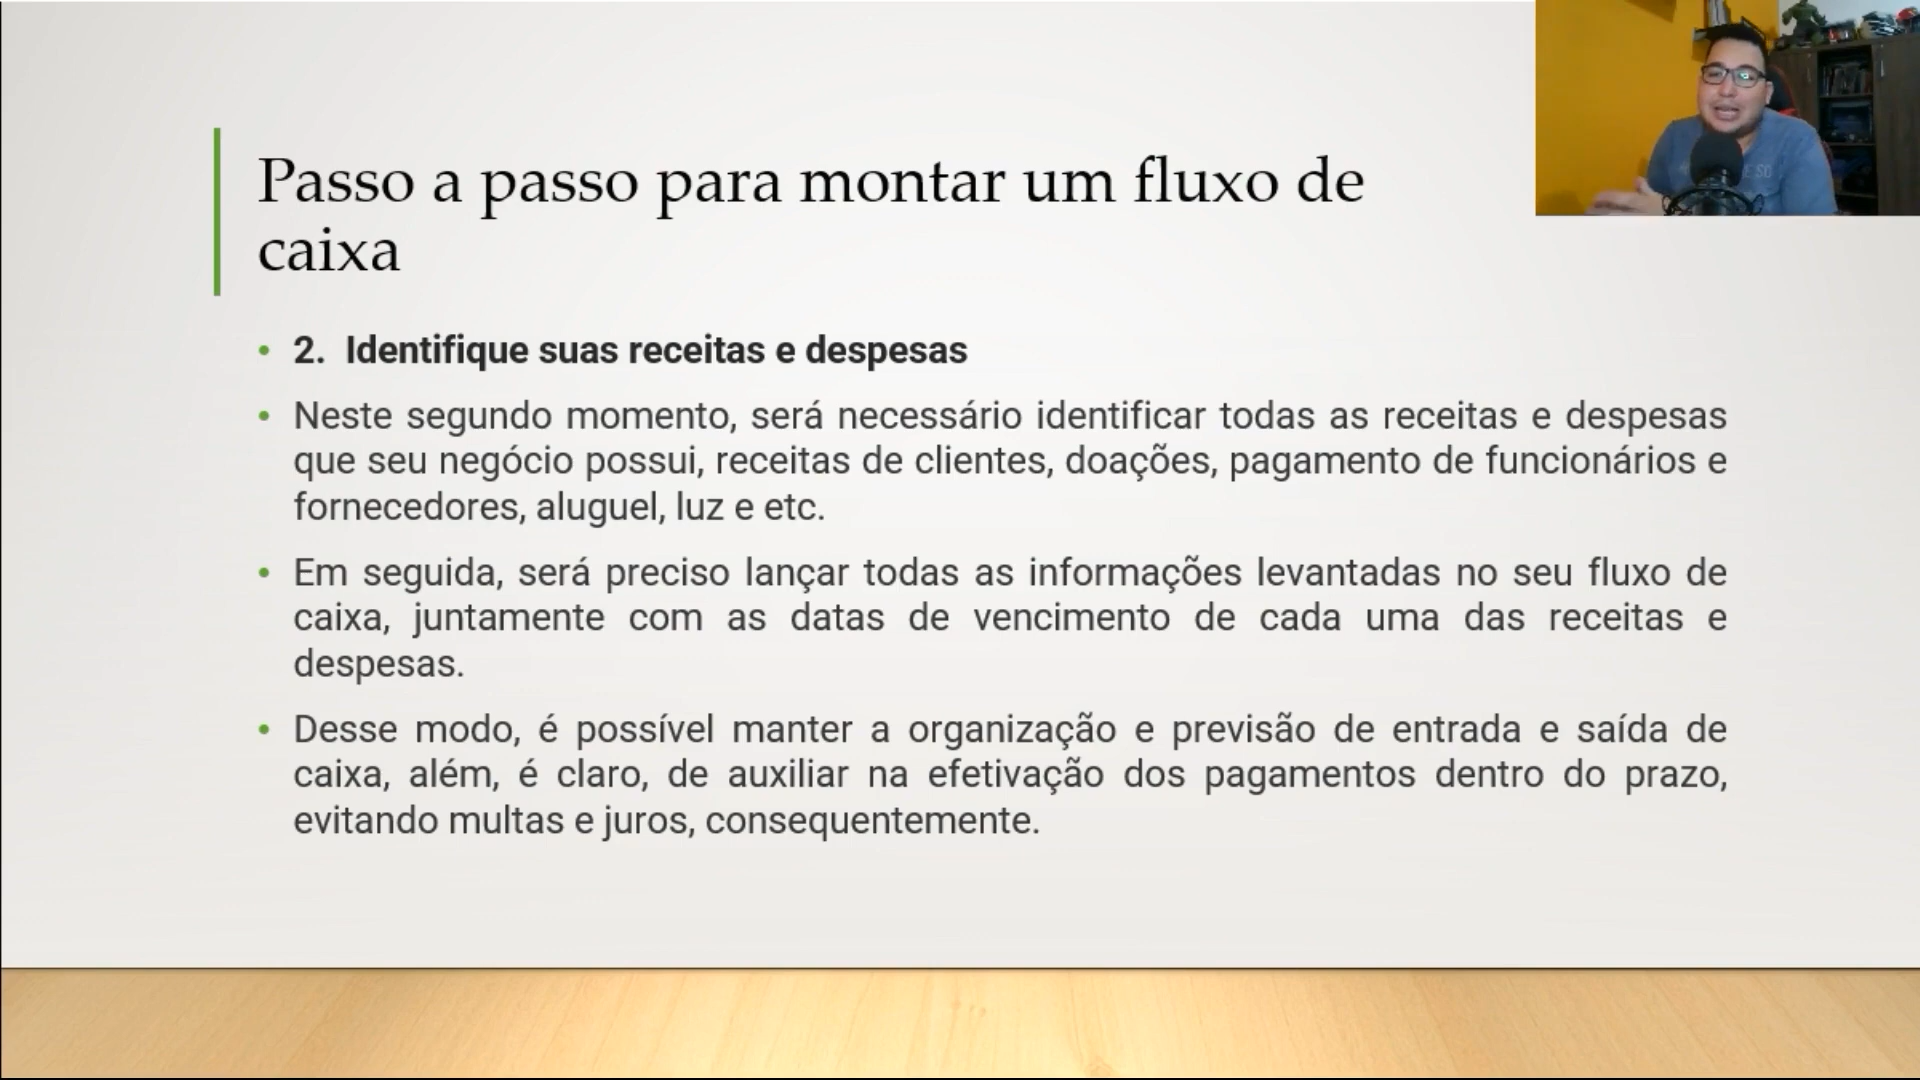 Passo a passo para montar um fluxo de
caixa
• 2. Identifique suas receitas e despesas
• Neste segundo momento, será necessário identificar todas as receitas e despesas
que seu negócio possui, receitas de clientes, doações, pagamento de funcionários e
fornecedores, aluguel, luz e etc.
• Em seguida, será preciso lançar todas as informações levantadas no seu fluxo de
caixa, juntamente com as datas de vencimento de cada uma das receitas e
despesas.
• Desse modo, é possível manter a organização e previsão de entrada e saída de
caixa, além, é claro, de auxiliar na efetivação dos pagamentos dentro do prazo,
evitando multas e juros, consequentemente.